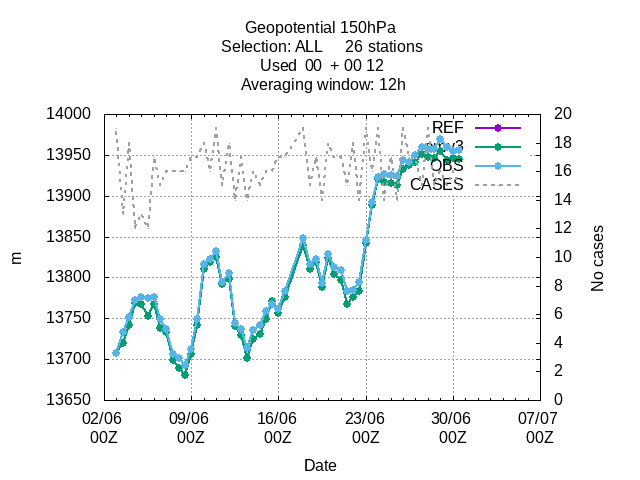 Geopotential 150hPa
Selection: ALL 26 stations
Used 00 + 00 12
Averaging window: 12h
14000
13950
13900
13850
13800
13750
13700
13650
m
20
18
16
14
12
10
8
6
4
2
0
No cases
REF
OBS
CASES
02/06 09/06 16/06 23/06 30/06 07/07
00Z 00Z 00Z 00Z 00Z 00Z
Date